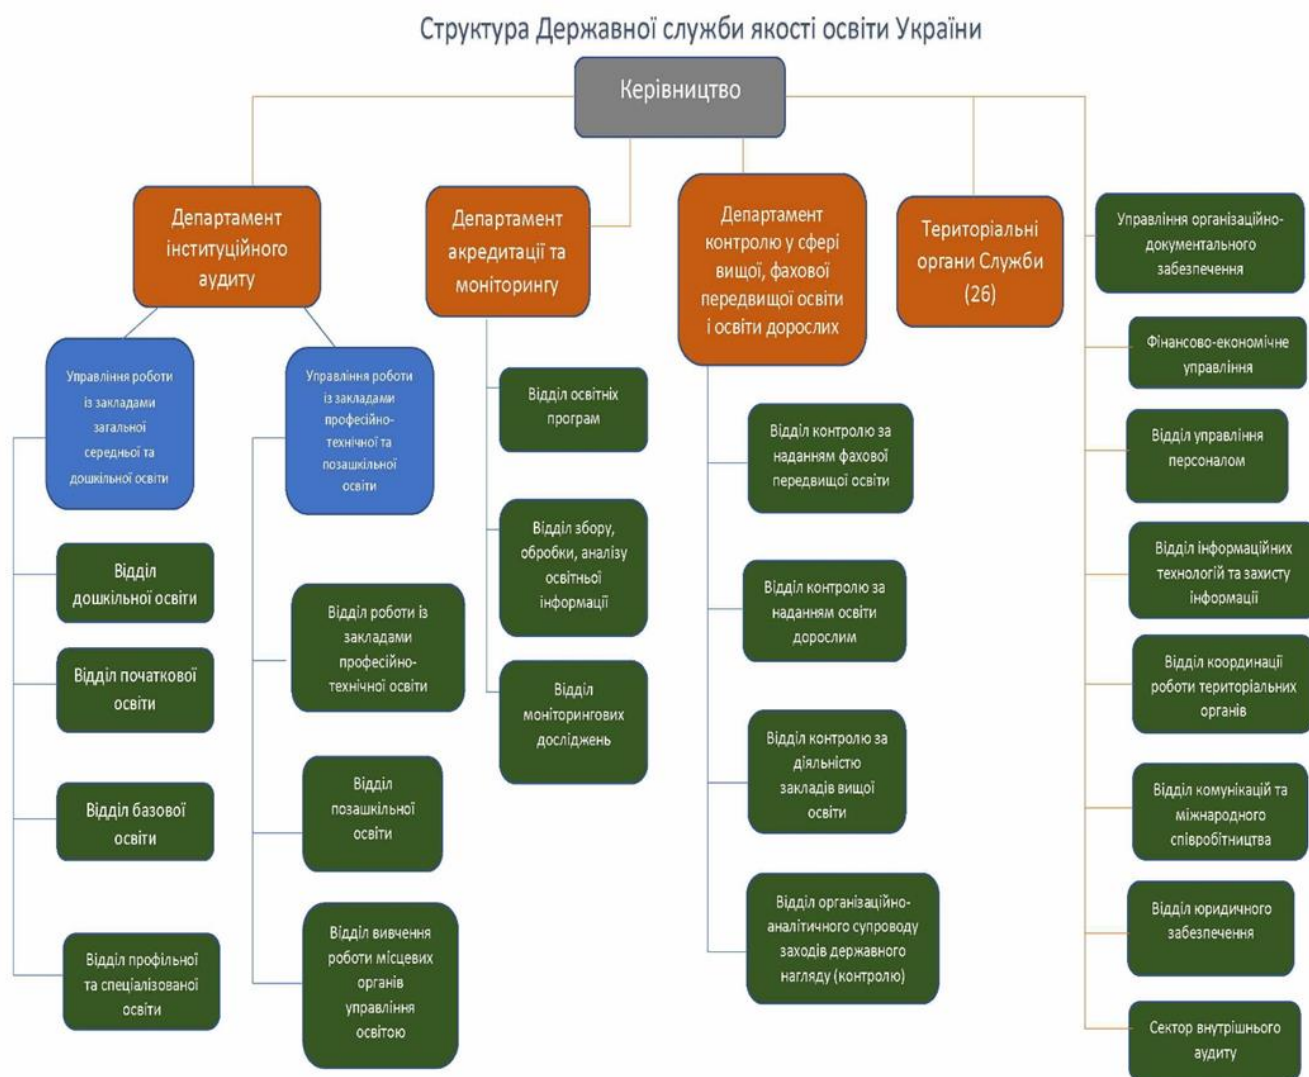 Структура Державної служби якості освіти України
Керівництво
Департамент
інституційного
аудиту
Департамент
акредитації та
моніторингу
Департамент
контролю у сфері
вищої, фахової
передвищої освіти
і освіти дорослих
Територіальні
органи Служби
(26)
Управління роботи
із закладами
загальної
середньої та
дошкільної освіти
Відділ
дошкільної освіти
Відділ початкової
освіти
Відділ базової
освіти
Відділ профільної
та спеціалізованої
освіти
Управління роботи
із закладами
професійно-
технічної та
позашкільної
освіти
Відділ роботи із
закладами
професійно-
технічної освіти
Відділ
позашкільної
освіти
Відділ вивчення
роботи місцевих
органів
управління
освітою
Відділ освітніх
програм
Відділ збору,
обробки, аналізу
освітньої
інформації
Відділ
моніторингових
досліджень
Відділ контролю за
наданням фахової
передвищої освіти
Відділ контролю за
наданням освіти
дорослим
Відділ контролю за
діяльністю
закладів вищої
освіти
Відділ організаційно-
аналітичного супроводу
заходів державного
нагляду (контролю)
Управління організаційно-
документального
забезпечення
Фінансово-економічне
управління
Відділ управління
персоналом
Відділ інформаційних
технологій та захисту
інформації
Відділ координації
роботи територіальних
органів
Відділ комунікацій та
міжнародного
співробітництва
Відділ юридичного
забезпечення
Сектор внутрішнього
аудиту